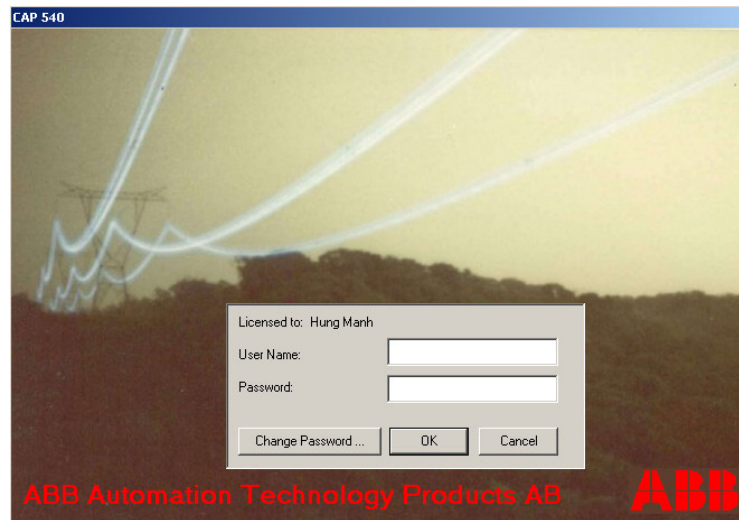 CAP 540
Licensed to: Hung Manh
User Name:
Password:
Change Password ...
OK
Cancel
ABB Automation Technology Products AB
ABB